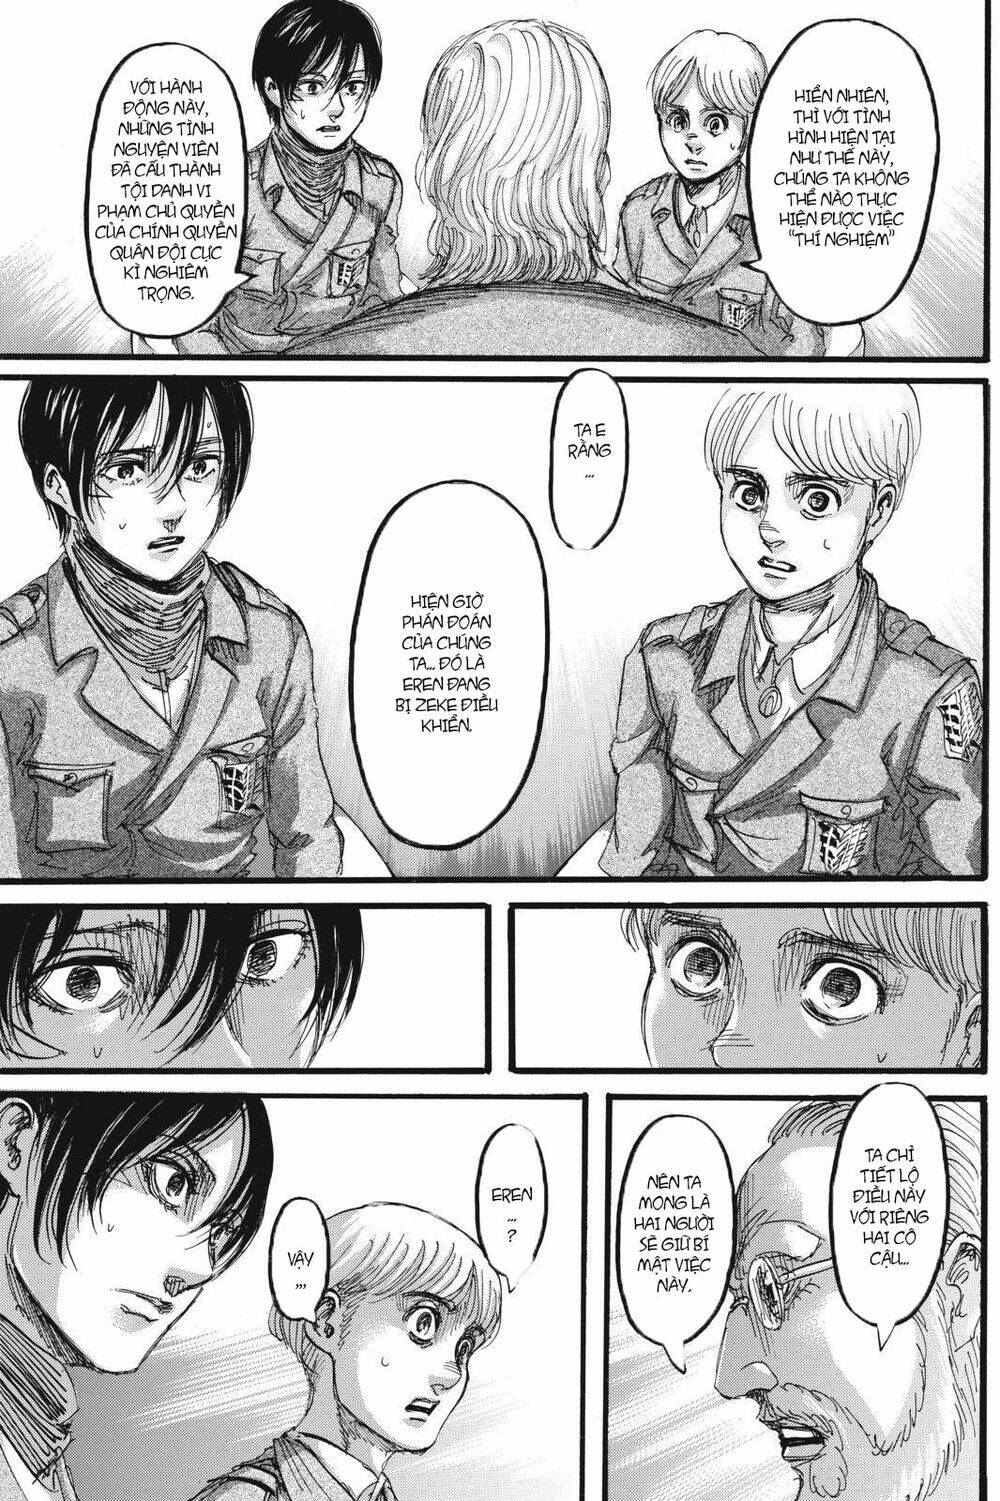 HIỂN NHIÊN,
THÌ VỚI TÌNH
HÌNH HIỆN TẠI
NHƯ THẾ NÀY,
CHÚNG TA KHÔNG
THỂ NÀO THỰC
HIỆN ĐƯỢC VIỆC
"THÍ NGHIỆM"
VỚI HÀNH
ĐỘNG NÀY,
NHỮNG TÌNH
NGUYỆN VIÊN
ĐÃ CẤU THÀNH
TỘI DANH VI
PHẠM CHỦ QUYỀN
CỦA CHÍNH QUYỀN
QUÂN ĐỘI CỰC
KÌ NGHIÊM
TRỌNG.
TA E
RẰNG
...
HIỆN GIỜ
PHÁN ĐOÁN
CỦA CHÚNG
TA... ĐÓ LÀ
EREN ĐANG
BỊ ZEKE ĐIỀU
KHIỂN.
TA CHỈ
TIẾT LỘ
ĐIỀU NÀY
VỚI RIÊNG
HAI CÔ
CẬU...
NÊN TA
MONG LÀ
HAI NGƯỜI
SẼ GIỮ BÍ
MẬT VIỆC
NÀY.
EREN
...
?
VẬY
...